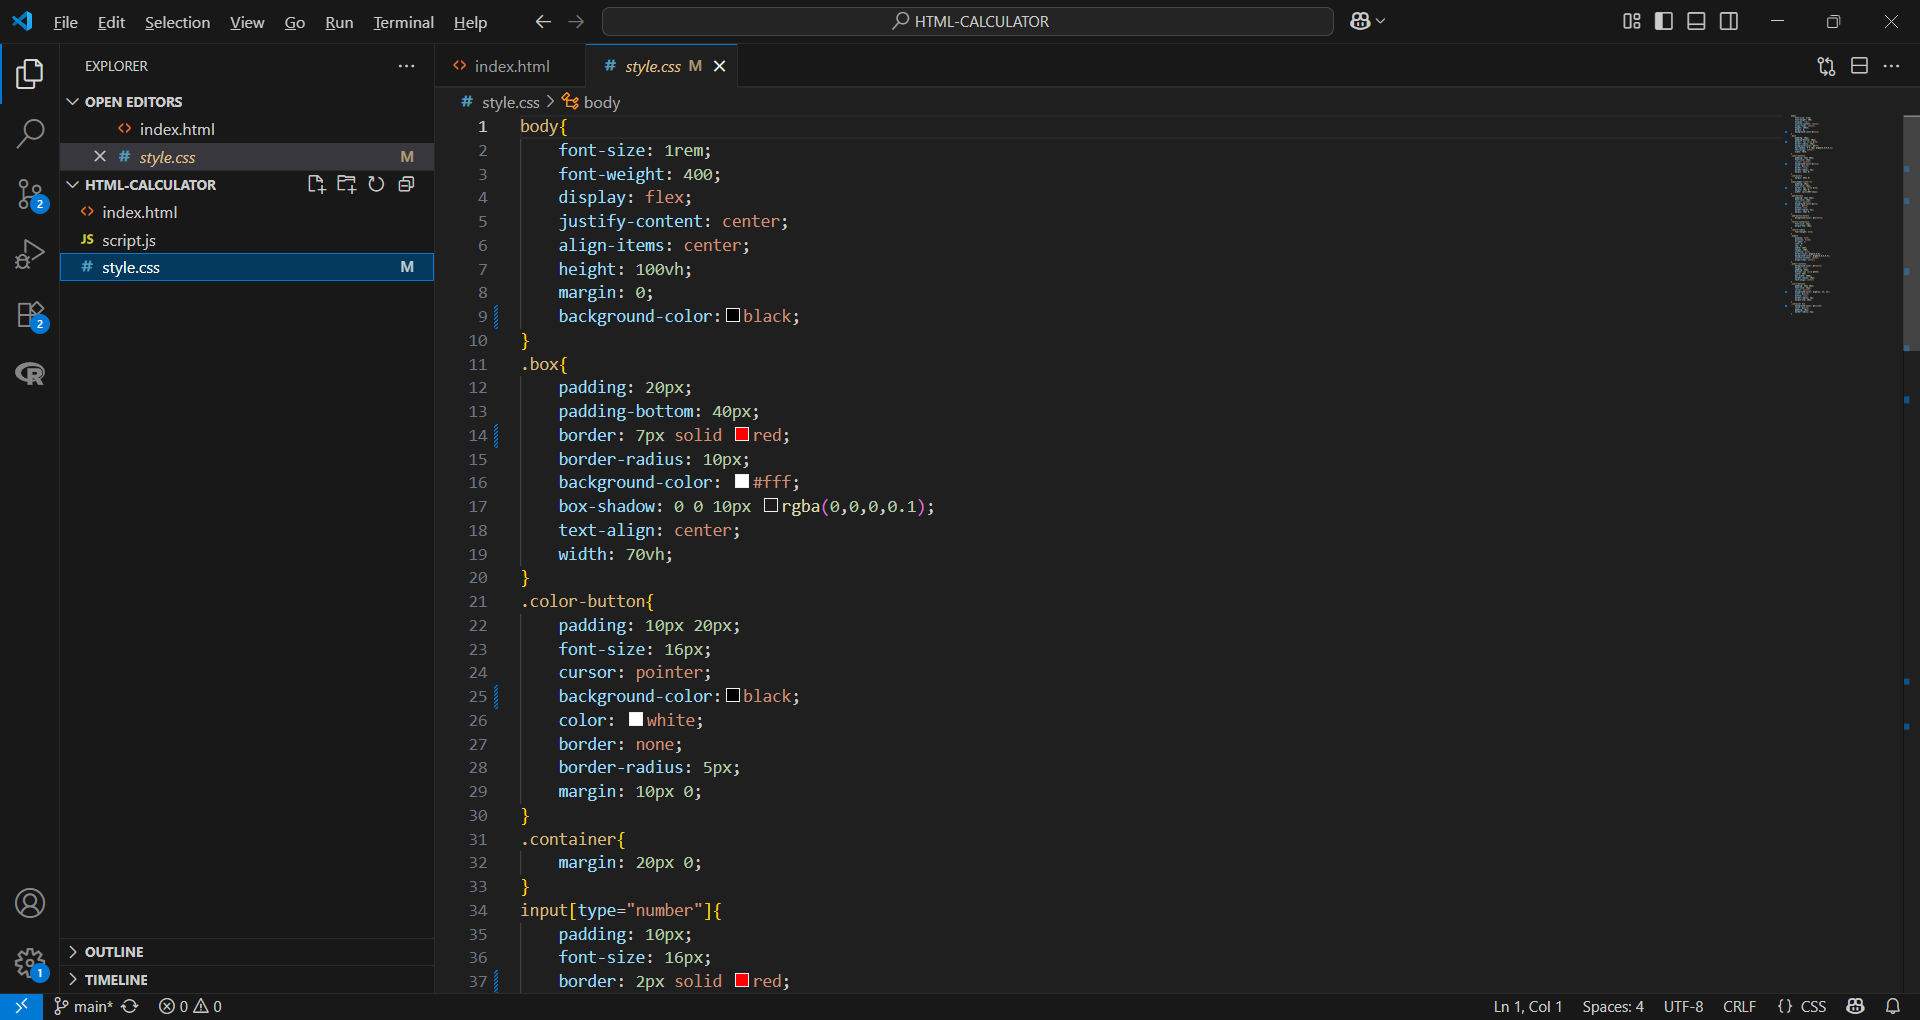 File Edit Selection View Go Run Terminal Help
HTML-CALCULATOR
EXPLORER
OPEN EDITORS
<> index.html
# style.css M
HTML-CALCULATOR
<> index.html
JS script.js
# style.css M
OUTLINE
TIMELINE
2
2
1
<> index.html
# style.css M
# style.css > body
1 body{
2 font-size: 1rem;
3 font-weight: 400;
4 display: flex;
5 justify-content: center;
6 align-items: center;
7 height: 100vh;
8 margin: 0;
9 background-color: black;
10 }
11 .box{
12 padding: 20px;
13 padding-bottom: 40px;
14 border: 7px solid red;
15 border-radius: 10px;
16 background-color: #fff;
17 box-shadow: 0 0 10px rgba(0,0,0,0.1);
18 text-align: center;
19 width: 70vh;
20 }
21 .color-button{
22 padding: 10px 20px;
23 font-size: 16px;
24 cursor: pointer;
25 background-color: black;
26 color: white;
27 border: none;
28 border-radius: 5px;
29 margin: 10px 0;
30 }
31 .container{
32 margin: 20px 0;
33 }
34 input[type="number"]{
35 padding: 10px;
36 font-size: 16px;
37 border: 2px solid red;
main* 0 0 Ln 1, Col 1 Spaces: 4 UTF-8 CRLF {} CSS